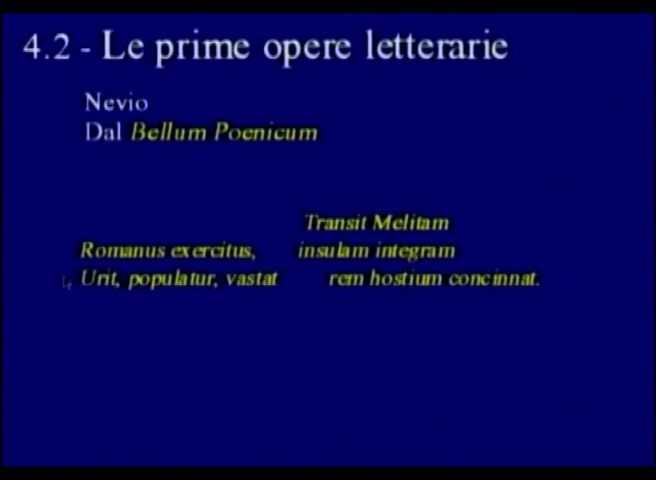 4.2 - Le prime opere letterarie
Nevio
Dal Bellum Poenicum
Transit Melitam
Romanus exercitus, insulam integram
Urit, populatur, vastat rem hostium concinnat.